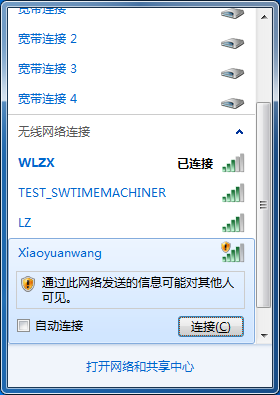 宽带连接
宽带连接 2
宽带连接 3
宽带连接 4
无线网络连接
WLZX 已连接
TEST_SWTIMEMACHINER
LZ
Xiaoyuanwang
通过此网络发送的信息可能对其他人
可见。
自动连接 连接(C)
打开网络和共享中心